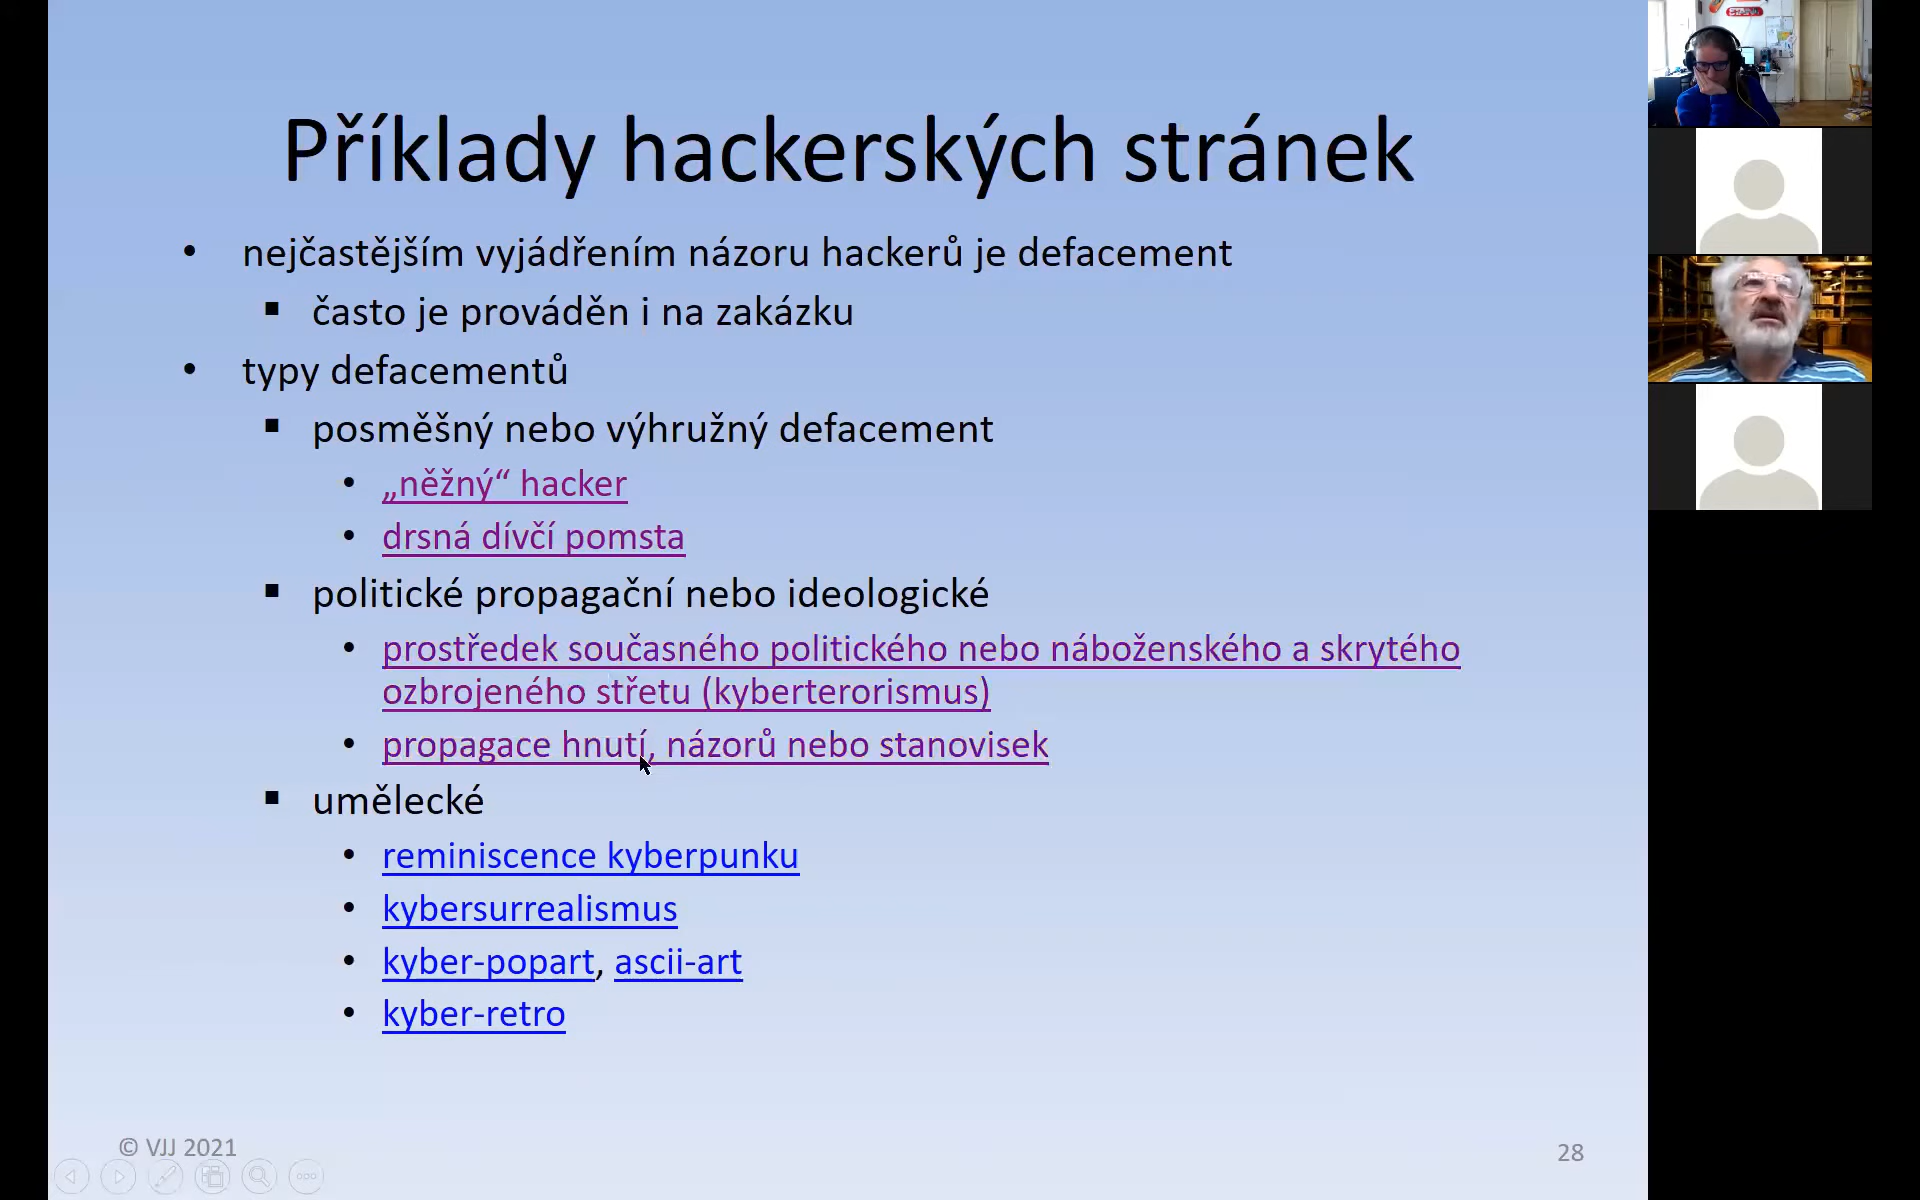 Příklady hackerských stránek
• nejčastějším vyjádřením názoru hackerů je defacement
▪ často je prováděn i na zakázku
• typy defacementů
▪ posměšný nebo výhružný defacement
• „něžný“ hacker
• drsná dívčí pomsta
▪ politické propagační nebo ideologické
• prostředek současného politického nebo náboženského a skrytého
ozbrojeného střetu (kyberterorismus)
• propagace hnutí, názorů nebo stanovisek
▪ umělecké
• reminiscence kyberpunku
• kybersurrealismus
• kyber-popart, ascii-art
• kyber-retro
© VJJ 2021
28